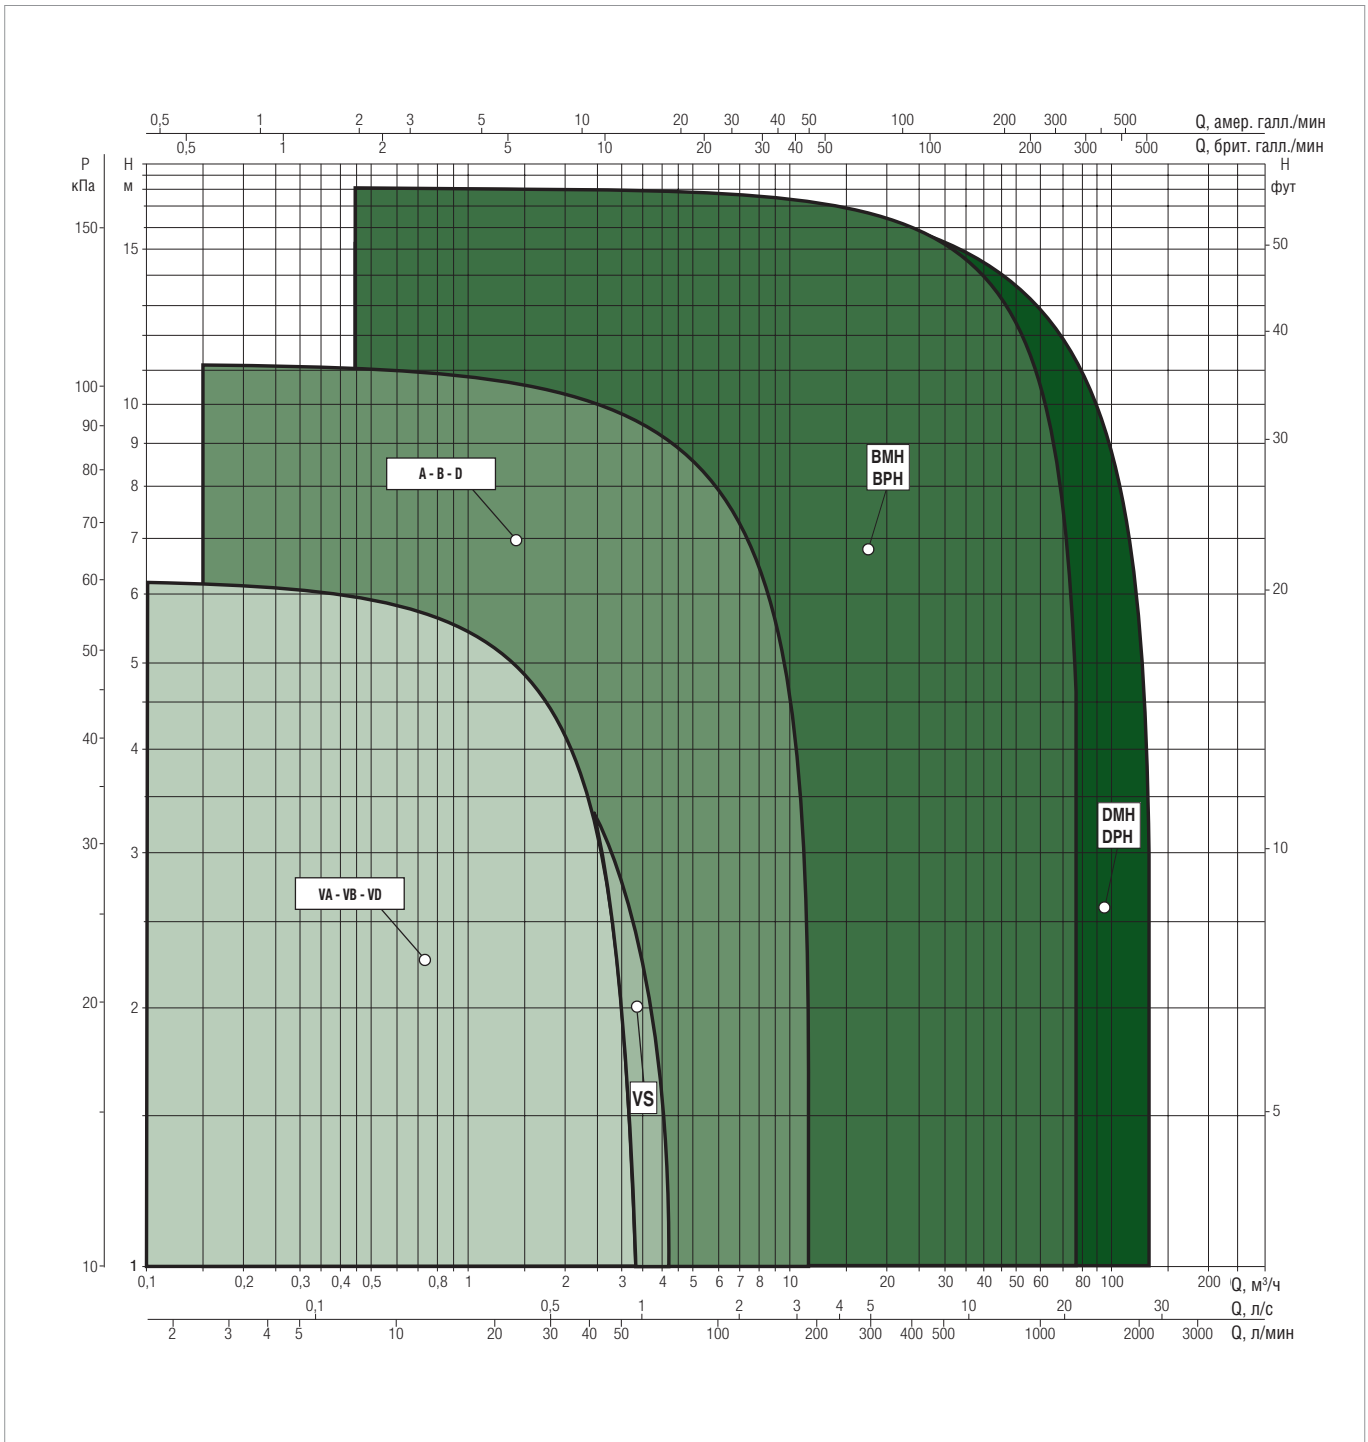 0,5 1 2 3 5 10 20 30 40 50 100 200 300 500 Q, амер. галл./мин
0,5 1 2 5 10 20 30 40 50 100 200 300 500 Q, брит. галл./мин
P H H
кПа м фут
150
15 50
40
100
10
90
9 30
80 8
A - B - D
BMH
BPH
70
7
60
6 20
50
5
40
4
DMH
DPH
30
3 10
VA - VB - VD
20
2
VS
5
10 1
0,1 0,2 0,3 0,4 0,5 0,8 1 2 3 4 5 6 7 8 10 20 30 40 50 60 80 100 200 Q, м³/ч
0,1 0,5 1 2 3 4 5 10 20 30 Q, л/с
2 3 4 5 10 20 30 40 50 100 200 300 400 500 1000 2000 3000 Q, л/мин